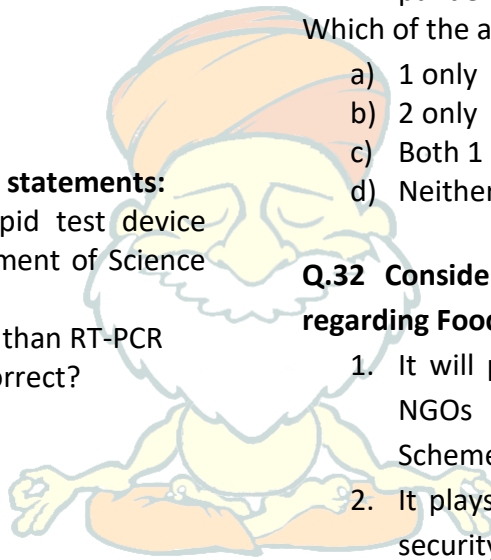 statements:
test device
ment of Science
than RT-PCR
orrect?
Which of the a
a) 1 only
b) 2 only
c) Both 1
d) Neither
Q.32 Conside
regarding Food
1. It will p
NGOs
Scheme
2. It plays
security